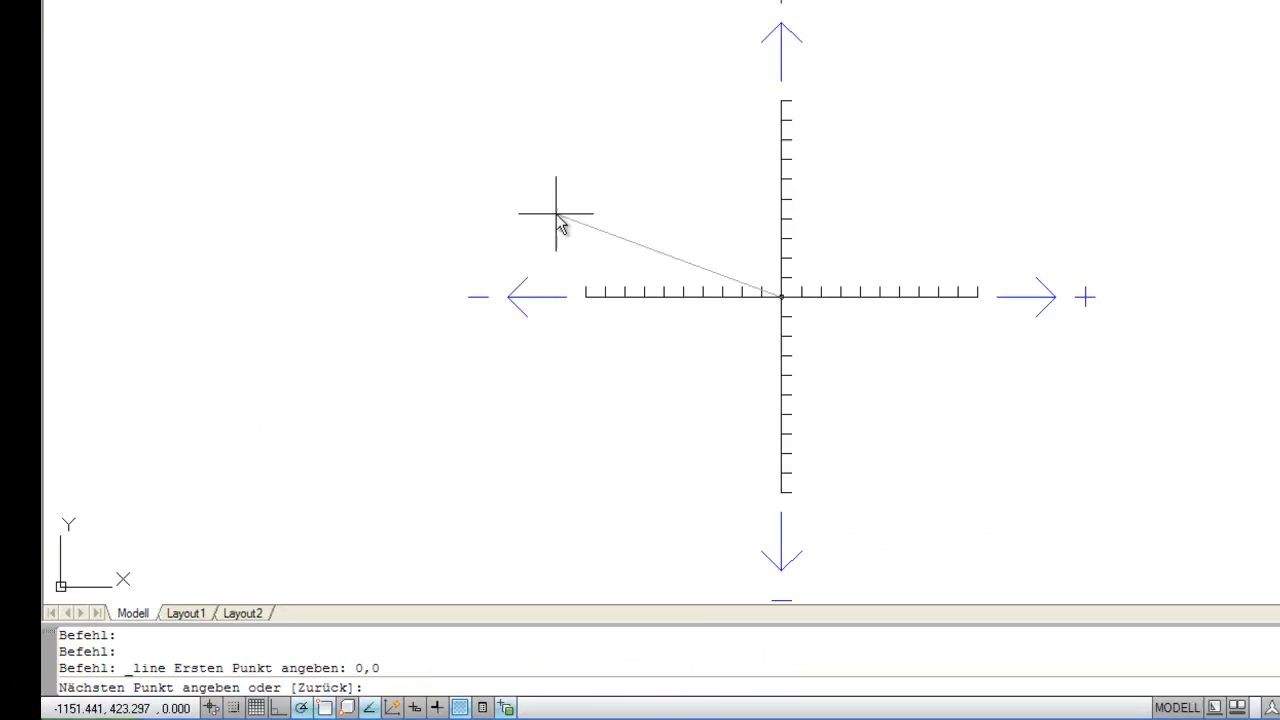 Y
X
Modell Layout1 Layout2
Befehl:
Befehl:
Befehl: _line Ersten Punkt angeben: 0,0
Nächsten Punkt angeben oder [Zurück]:
-1151.441, 423.297 , 0.000 MODELL